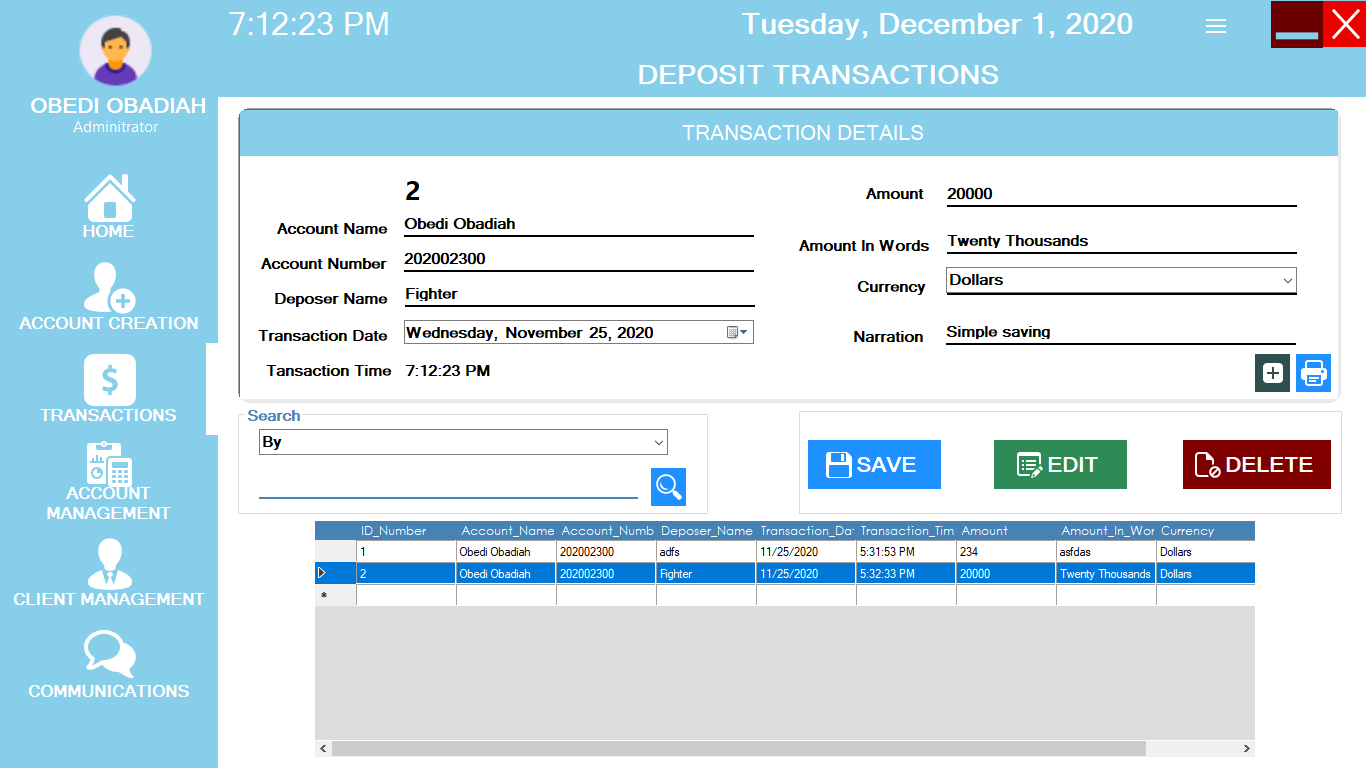 7:12:23 PM
Tuesday, December 1, 2020
DEPOSIT TRANSACTIONS
OBEDI OBADIAH
Adminitrator
HOME
ACCOUNT CREATION
$
TRANSACTIONS
ACCOUNT
MANAGEMENT
CLIENT MANAGEMENT
COMMUNICATIONS
TRANSACTION DETAILS
2
Account Name Obedi Obadiah
Account Number 202002300
Deposer Name Fighter
Transaction Date Wednesday, November 25, 2020
Tansaction Time 7:12:23 PM
Amount 20000
Amount In Words Twenty Thousands
Currency Dollars
Narration Simple saving
Search
By
SAVE
EDIT
DELETE
ID_Number Account_Name Account_Numb Deposer_Name Transaction_Dat Transaction_Tim Amount Amount_In_Wor Currency
1 Obedi Obadiah 202002300 adfs 11/25/2020 5:31:53 PM 234 asfdas Dollars
2 Obedi Obadiah 202002300 Fighter 11/25/2020 5:32:33 PM 20000 Twenty Thousands Dollars
*